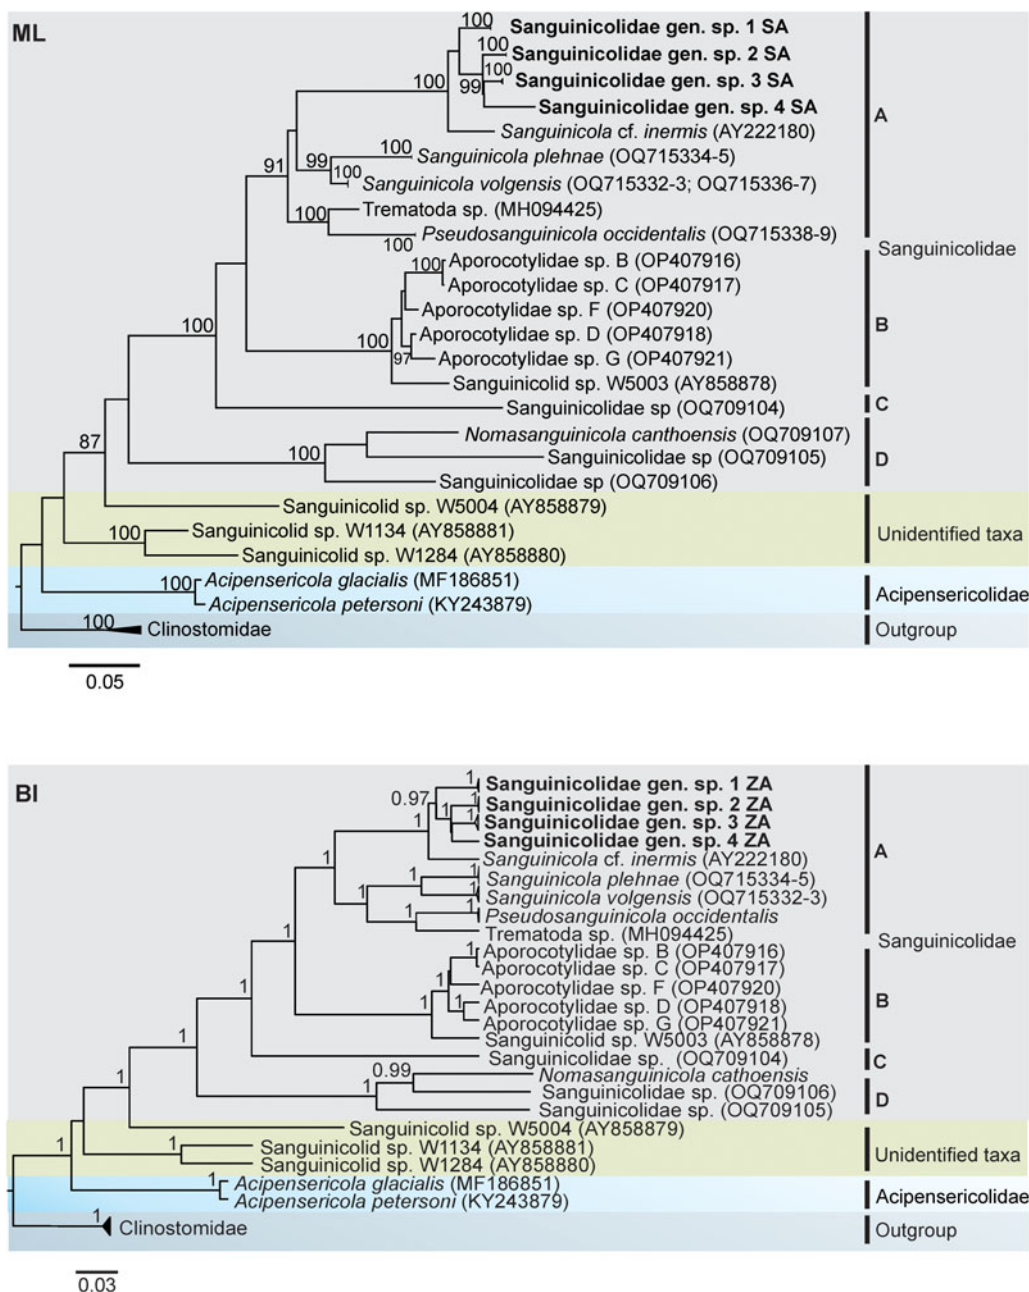 ML
100
Sanguinicolidae gen. sp. 1 SA
100
Sanguinicolidae gen. sp. 2 SA
100
100
Sanguinicolidae gen. sp. 3 SA
99
Sanguinicolidae gen. sp. 4 SA
A
Sanguinicola cf. inermis (AY222180)
100
Sanguinicola plehnae (OQ715334-5)
91
99
100
Sanguinicola volgensis (OQ715332-3; OQ715336-7)
Trematoda sp. (MH094425)
100
Pseudosanguinicola occidentalis (OQ715338-9)
100
Sanguinicolidae
Aporocotylidae sp. B (OP407916)
100
Aporocotylidae sp. C (OP407917)
Aporocotylidae sp. F (OP407920)
100
B
Aporocotylidae sp. D (OP407918)
100
97
Aporocotylidae sp. G (OP407921)
Sanguinicolid sp. W5003 (AY858878)
Sanguinicolidae sp (OQ709104)
C
Nomasanguinicola canthoensis (OQ709107)
87
100
Sanguinicolidae sp (OQ709105)
D
Sanguinicolidae sp (OQ709106)
Sanguinicolid sp. W5004 (AY858879)
100
Sanguinicolid sp. W1134 (AY858881)
Unidentified taxa
Sanguinicolid sp. W1284 (AY858880)
100
Acipensericola glacialis (MF186851)
Acipensericolidae
Acipensericola petersoni (KY243879)
100
Clinostomidae
Outgroup
0.05
BI
1
Sanguinicolidae gen. sp. 1 ZA
0.97
1
Sanguinicolidae gen. sp. 2 ZA
1
1
1
Sanguinicolidae gen. sp. 3 ZA
Sanguinicolidae gen. sp. 4 ZA
1
A
Sanguinicola cf. inermis (AY222180)
1
1
Sanguinicola plehnae (OQ715334-5)
1
1
Sanguinicola volgensis (OQ715332-3)
1
1
Pseudosanguinicola occidentalis
Trematoda sp. (MH094425)
1
Sanguinicolidae
1
Aporocotylidae sp. B (OP407916)
Aporocotylidae sp. C (OP407917)
1
1
Aporocotylidae sp. F (OP407920)
1
Aporocotylidae sp. D (OP407918)
B
Aporocotylidae sp. G (OP407921)
Sanguinicolid sp. W5003 (AY858878)
1
Sanguinicolidae sp. (OQ709104)
C
0.99
Nomasanguinicola cathoensis
1
1
Sanguinicolidae sp. (OQ709106)
D
Sanguinicolidae sp. (OQ709105)
Sanguinicolid sp. W5004 (AY858879)
1
1
Sanguinicolid sp. W1134 (AY858881)
Unidentified taxa
Sanguinicolid sp. W1284 (AY858880)
1
Acipensericola glacialis (MF186851)
Acipensericolidae
Acipensericola petersoni (KY243879)
1
Clinostomidae
Outgroup
0.03